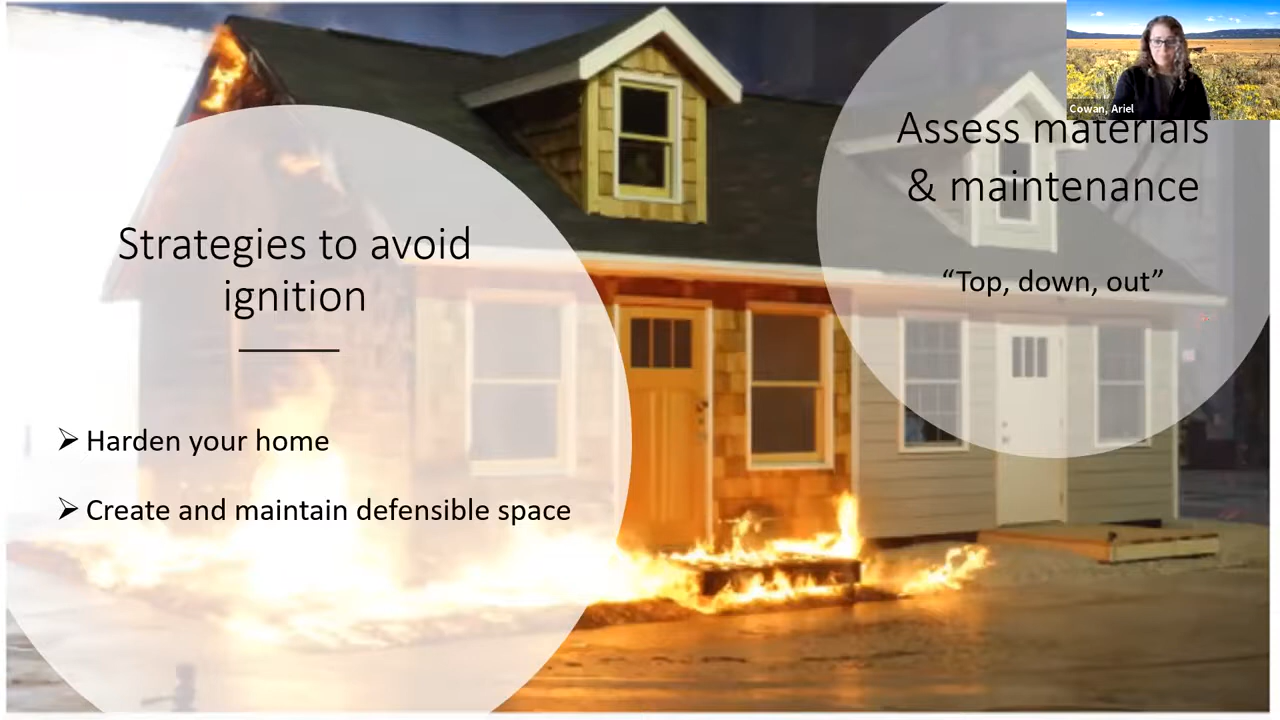 Strategies to avoid
ignition
➢ Harden your home
➢ Create and maintain defensible space
Cowan, Ariel
Assess materials
& maintenance
“Top, down, out”